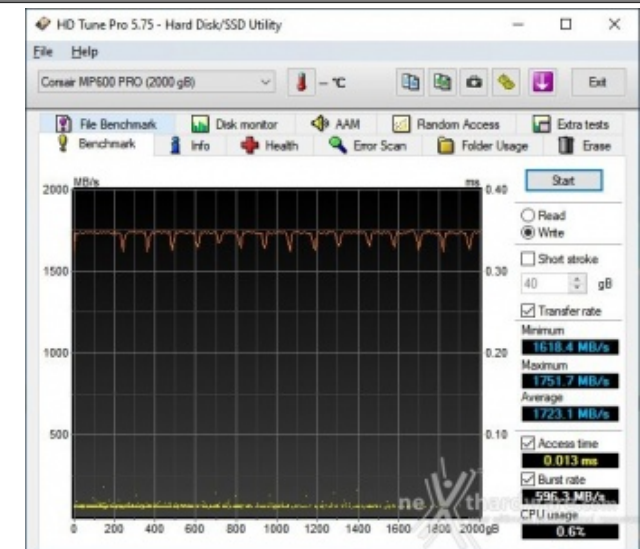 HD Tune Pro 5.75 - Hard Disk/SSD Utility
File Help
Corsair MP600 PRO (2000 gB)
– °C
Exit
File Benchmark Disk monitor AAM Random Access Extra tests
Benchmark Info Health Error Scan Folder Usage Erase
MB/s ms
2000 0.40
1500 0.30
1000 0.20
500 0.10
0 200 400 600 800 1000 1200 1400 1600 1800 2000gB
Start
Read
Write
Short stroke
40 gB
Transfer rate
Minimum
1618.4 MB/s
Maximum
1751.7 MB/s
Average
1723.1 MB/s
Access time
0.013 ms
Burst rate
596.3 MB/s
CPU usage
0.6%